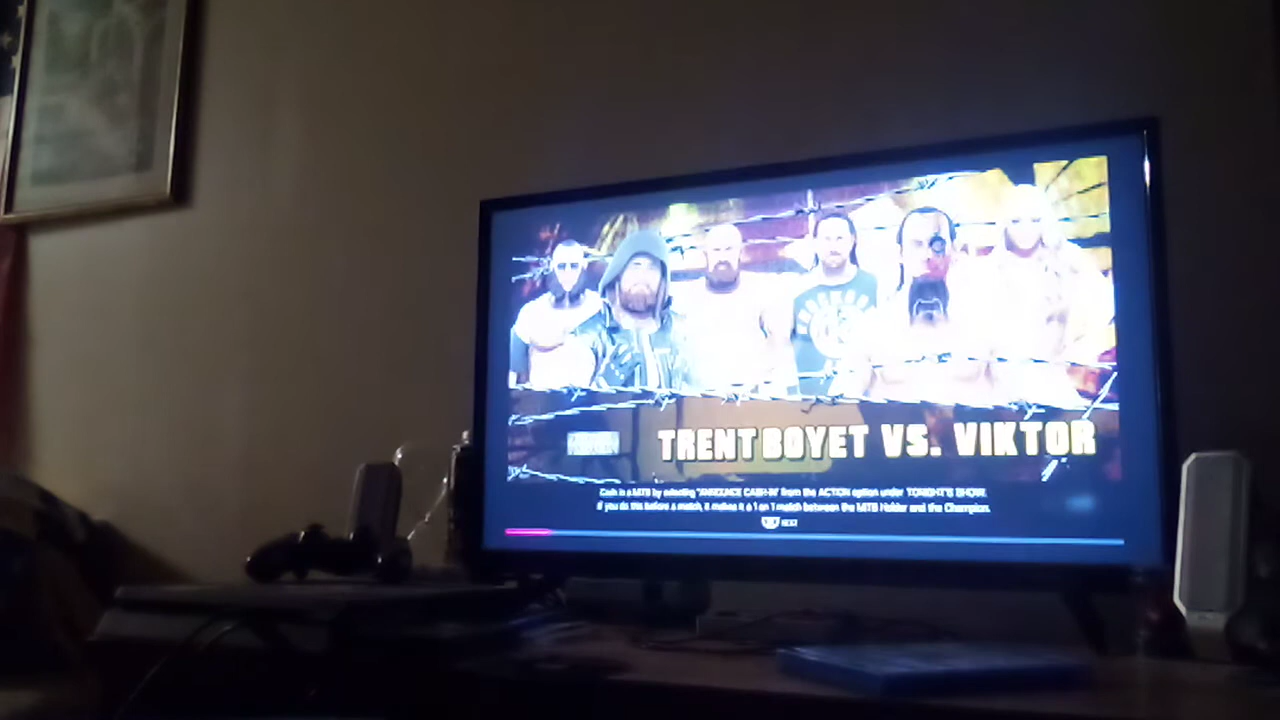 TRENT BOYET VS. VIKTOR
Cash in a MITB by selecting "ANNOUNCE CASH-IN" from the ACTION option under TONIGHT'S SHOW.
If you do this before a match, it makes it a 1 on 1 match between the MITB Holder and the Champion.
NEXT